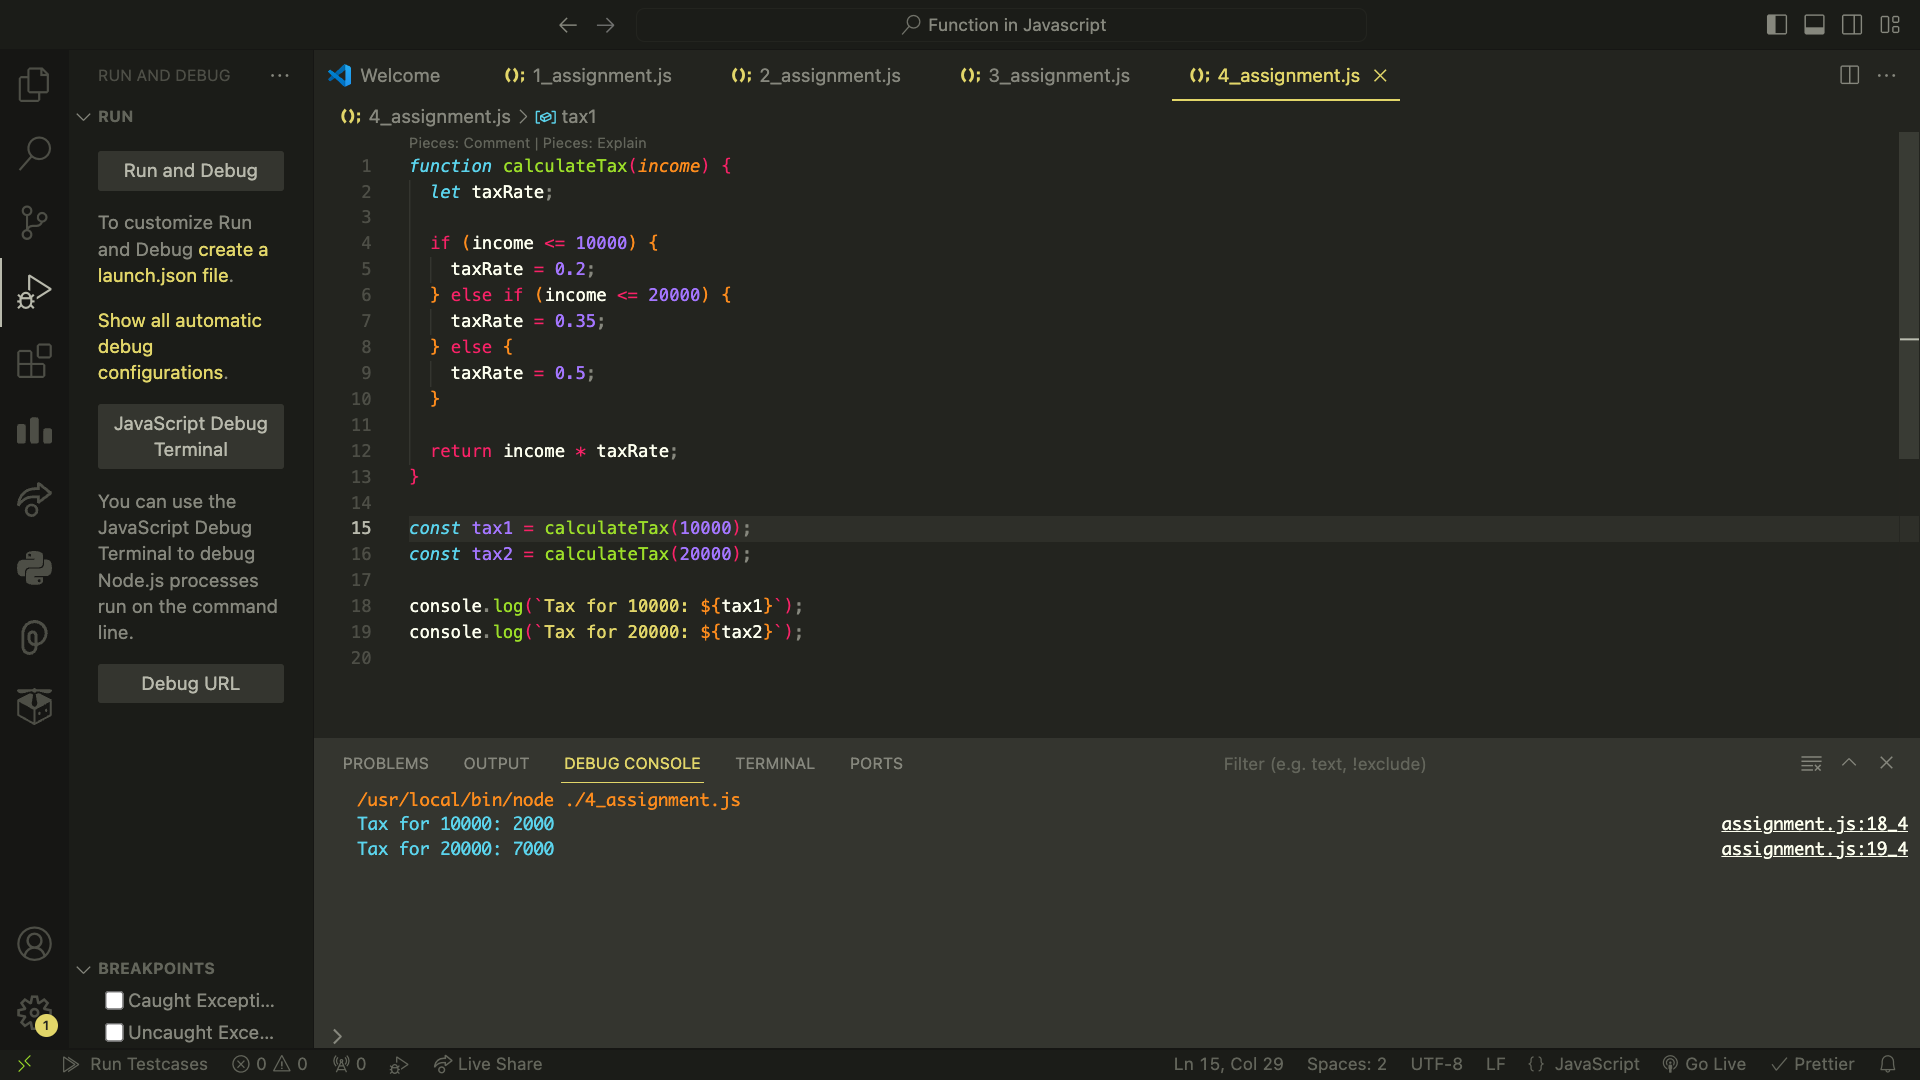 Function in Javascript
RUN AND DEBUG
RUN
Run and Debug
To customize Run
and Debug create a
launch.json file.
Show all automatic
debug
configurations.
JavaScript Debug
Terminal
You can use the
JavaScript Debug
Terminal to debug
Node.js processes
run on the command
line.
Debug URL
BREAKPOINTS
Caught Excepti...
Uncaught Exce...
1
Welcome
(); 1_assignment.js
(); 2_assignment.js
(); 3_assignment.js
(); 4_assignment.js
(); 4_assignment.js > tax1
Pieces: Comment | Pieces: Explain
1 function calculateTax(income) {
2   let taxRate;
3
4   if (income <= 10000) {
5     taxRate = 0.2;
6   } else if (income <= 20000) {
7     taxRate = 0.35;
8   } else {
9     taxRate = 0.5;
10   }
11
12   return income * taxRate;
13 }
14
15 const tax1 = calculateTax(10000);
16 const tax2 = calculateTax(20000);
17
18 console.log(`Tax for 10000: ${tax1}`);
19 console.log(`Tax for 20000: ${tax2}`);
20
PROBLEMS OUTPUT DEBUG CONSOLE TERMINAL PORTS Filter (e.g. text, !exclude)
/usr/local/bin/node ./4_assignment.js
Tax for 10000: 2000 assignment.js:18_4
Tax for 20000: 7000 assignment.js:19_4
Run Testcases 0 0 0 Live Share Ln 15, Col 29 Spaces: 2 UTF-8 LF {} JavaScript Go Live Prettier